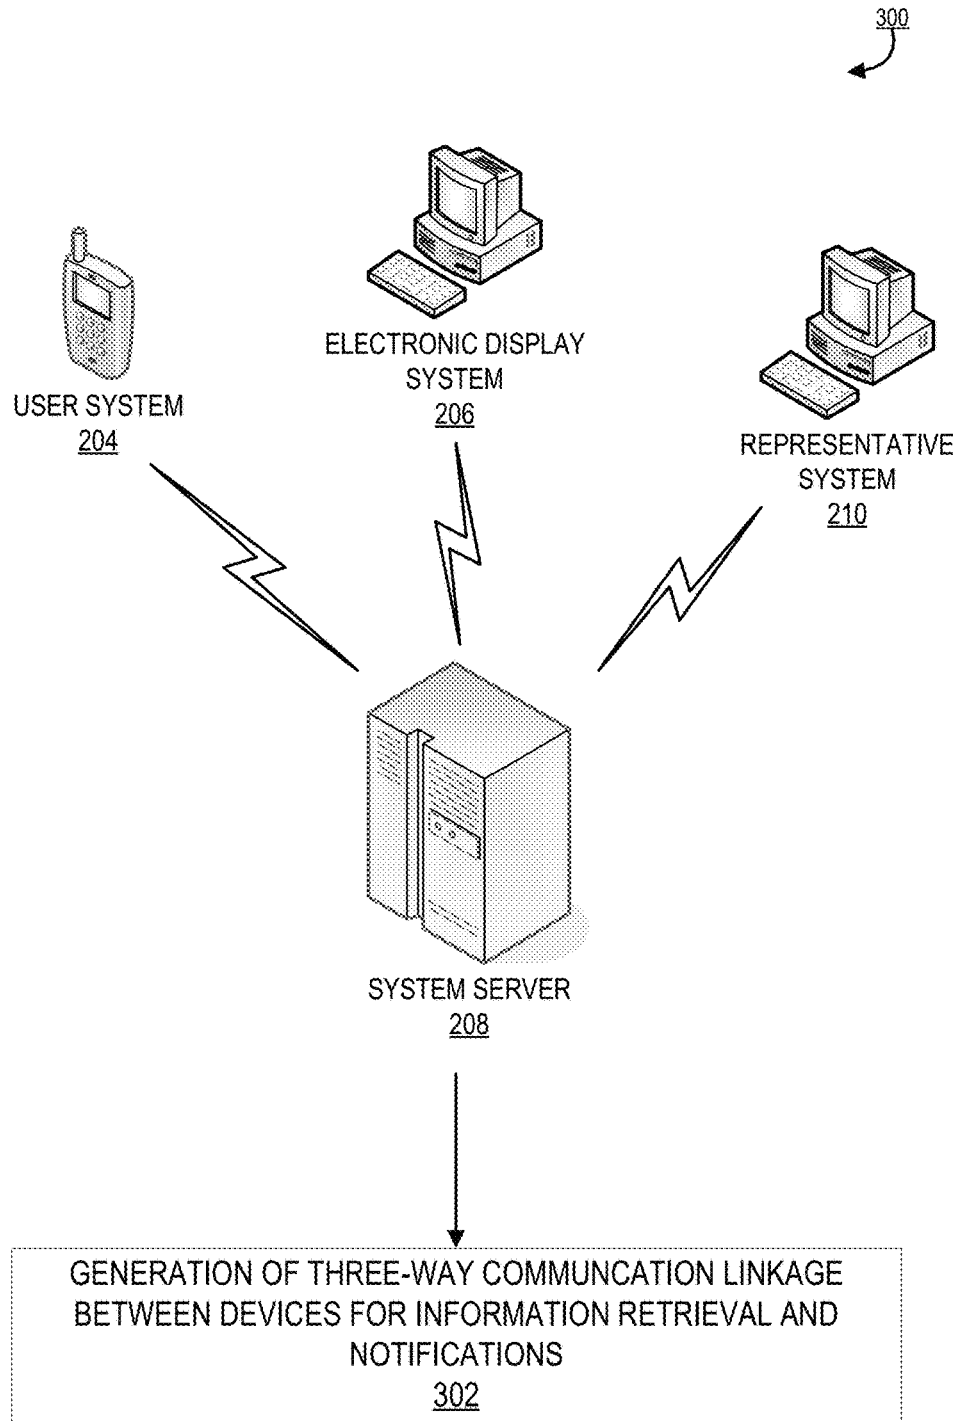 300
ELECTRONIC DISPLAY
SYSTEM
206
USER SYSTEM
204
REPRESENTATIVE
SYSTEM
210
SYSTEM SERVER
208
GENERATION OF THREE-WAY COMMUNCATION LINKAGE
BETWEEN DEVICES FOR INFORMATION RETRIEVAL AND
NOTIFICATIONS
302